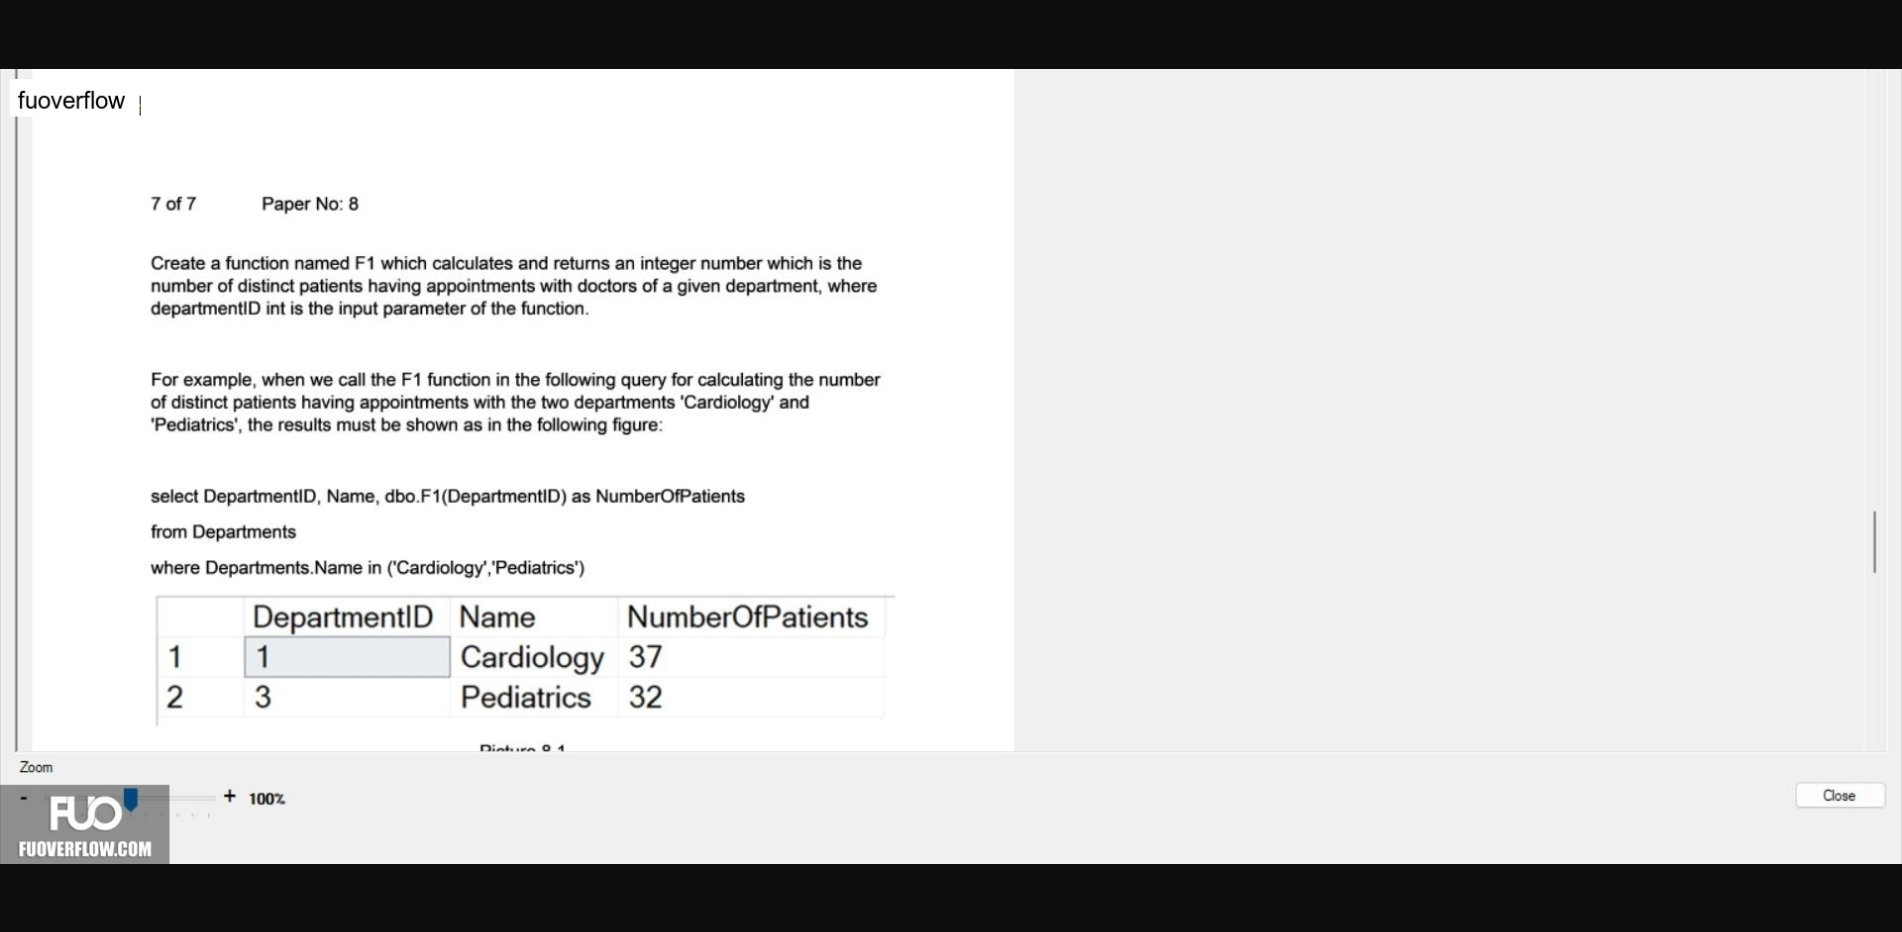 fuoverflow
7 of 7 Paper No: 8
Create a function named F1 which calculates and returns an integer number which is the
number of distinct patients having appointments with doctors of a given department, where
departmentID int is the input parameter of the function.
For example, when we call the F1 function in the following query for calculating the number
of distinct patients having appointments with the two departments 'Cardiology' and
'Pediatrics', the results must be shown as in the following figure:
select DepartmentID, Name, dbo.F1(DepartmentID) as NumberOfPatients
from Departments
where Departments.Name in ('Cardiology','Pediatrics')
DepartmentID Name NumberOfPatients
1 1 Cardiology 37
2 3 Pediatrics 32
Picture 8.1
Zoom
- + 100%
Close
FUO
FUOVERFLOW.COM